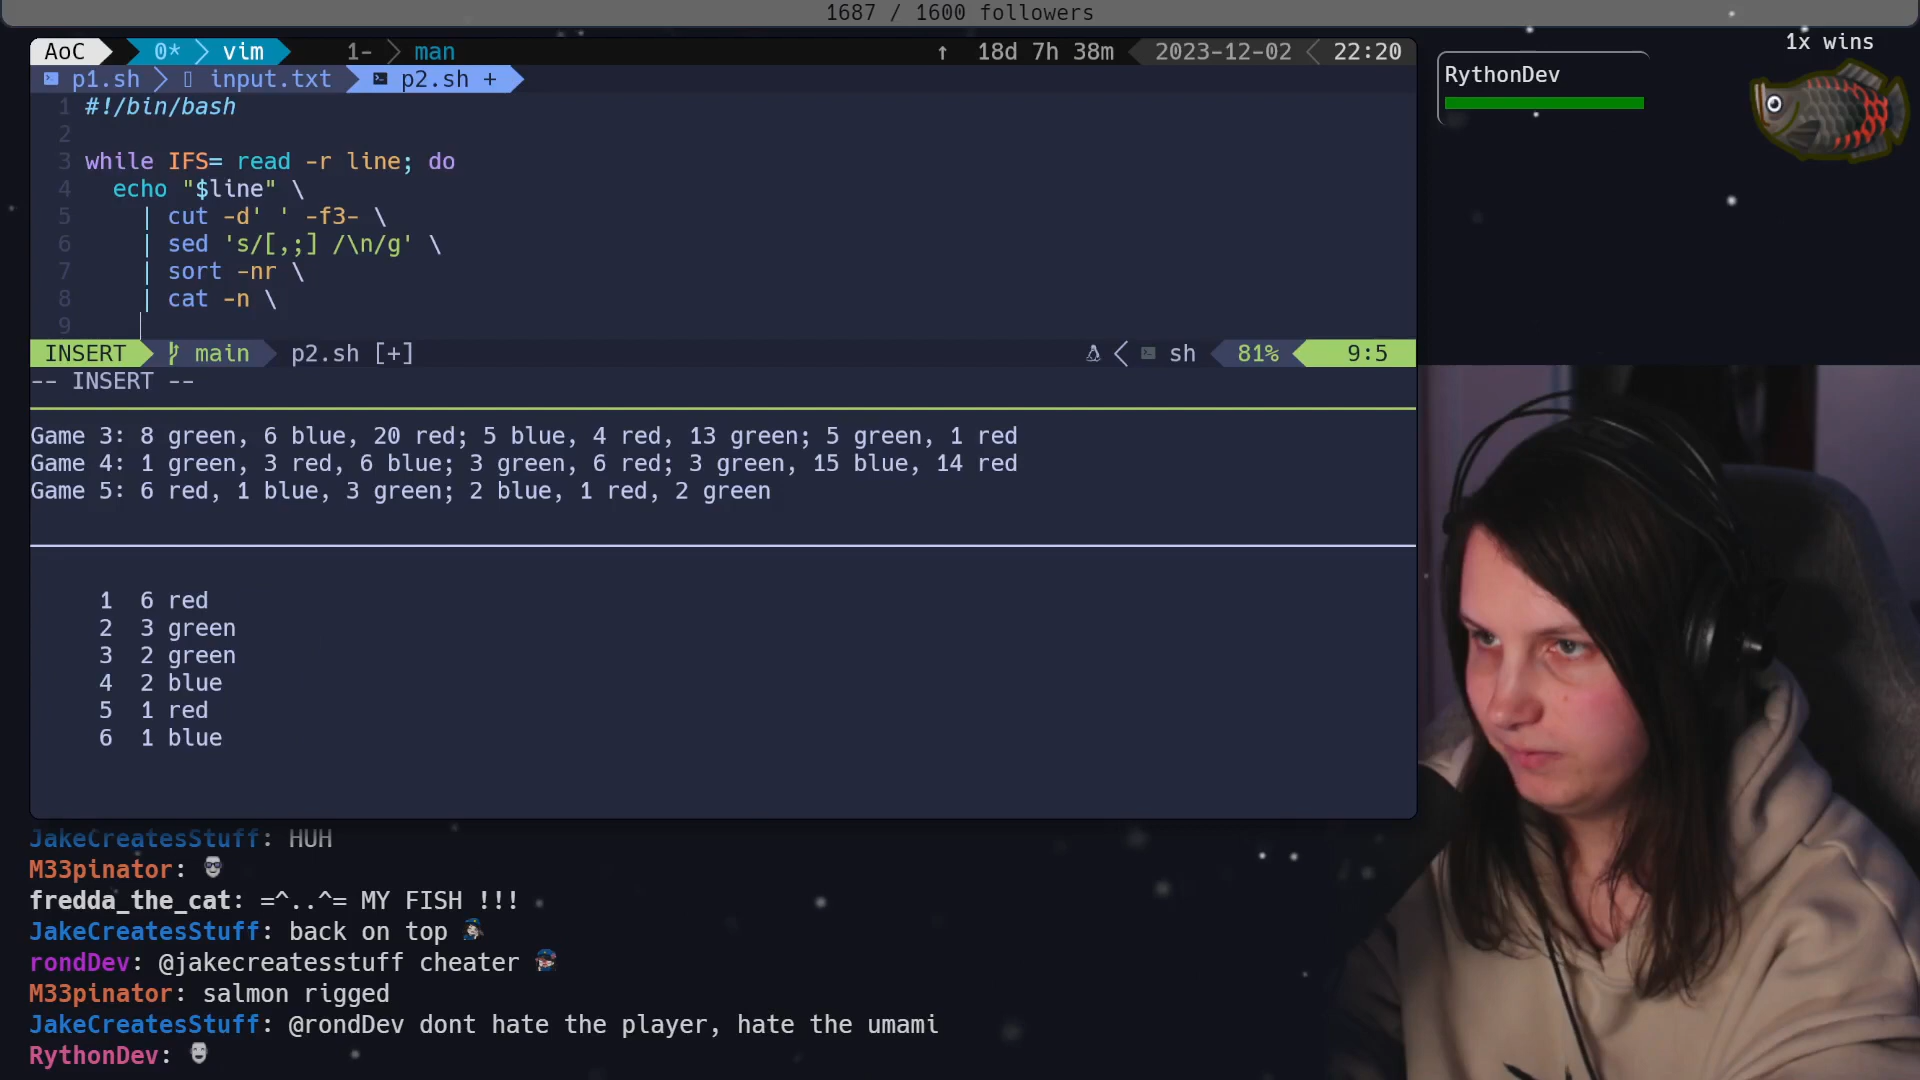 1687 / 1600 followers
AoC 0* vim 1- man ↑ 18d 7h 38m 2023-12-02 22:20
p1.sh input.txt p2.sh +
1 #!/bin/bash
2
3 while IFS= read -r line; do
4 echo "$line" \
5 | cut -d' ' -f3- \
6 | sed 's/[,;] /\n/g' \
7 | sort -nr \
8 | cat -n \
9
INSERT main p2.sh [+] sh 81% 9:5
-- INSERT --
Game 3: 8 green, 6 blue, 20 red; 5 blue, 4 red, 13 green; 5 green, 1 red
Game 4: 1 green, 3 red, 6 blue; 3 green, 6 red; 3 green, 15 blue, 14 red
Game 5: 6 red, 1 blue, 3 green; 2 blue, 1 red, 2 green
1 6 red
2 3 green
3 2 green
4 2 blue
5 1 red
6 1 blue
RythonDev
1x wins
JakeCreatesStuff: HUH
M33pinator:
fredda_the_cat: =^..^= MY FISH !!!
JakeCreatesStuff: back on top
rondDev: @jakecreatesstuff cheater
M33pinator: salmon rigged
JakeCreatesStuff: @rondDev dont hate the player, hate the umami
RythonDev: